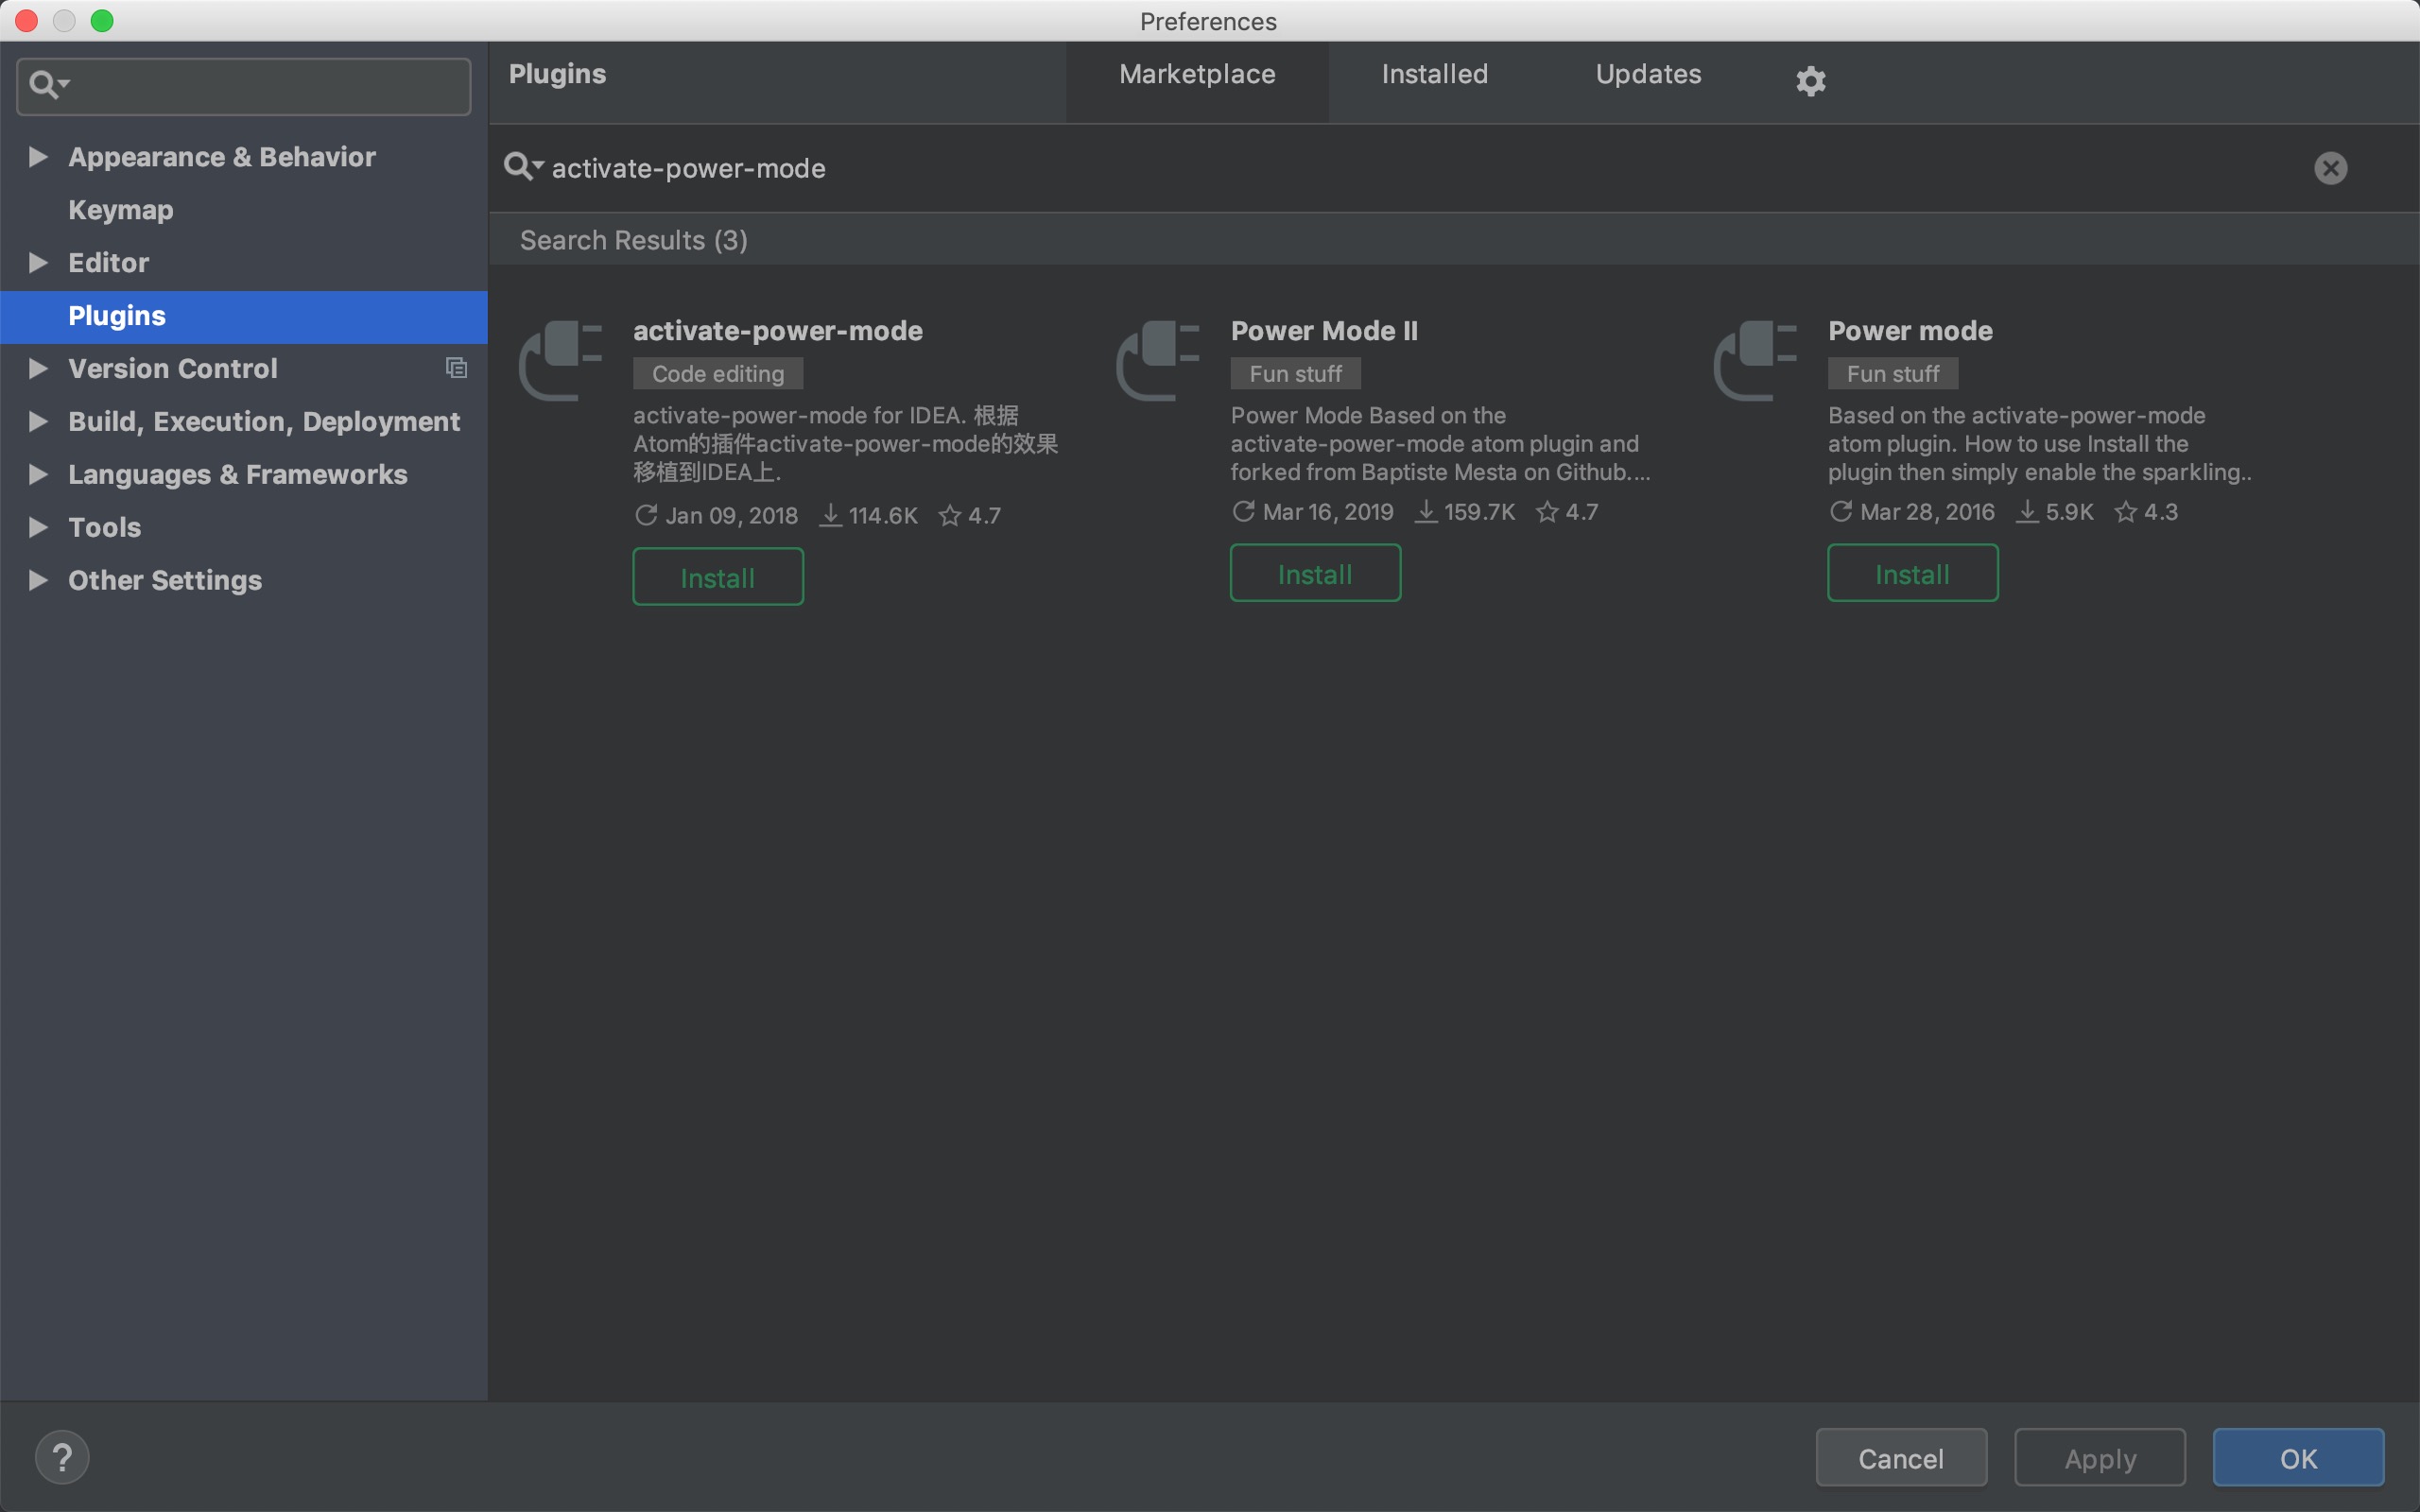 Preferences
Plugins
Marketplace
Installed
Updates
Appearance & Behavior
Keymap
Editor
Plugins
Version Control
Build, Execution, Deployment
Languages & Frameworks
Tools
Other Settings
activate-power-mode
Search Results (3)
activate-power-mode
Code editing
activate-power-mode for IDEA. 根据
Atom的插件activate-power-mode的效果
移植到IDEA上.
Jan 09, 2018 114.6K 4.7
Install
Power Mode II
Fun stuff
Power Mode Based on the
activate-power-mode atom plugin and
forked from Baptiste Mesta on Github....
Mar 16, 2019 159.7K 4.7
Install
Power mode
Fun stuff
Based on the activate-power-mode
atom plugin. How to use Install the
plugin then simply enable the sparkling..
Mar 28, 2016 5.9K 4.3
Install
?
Cancel
Apply
OK